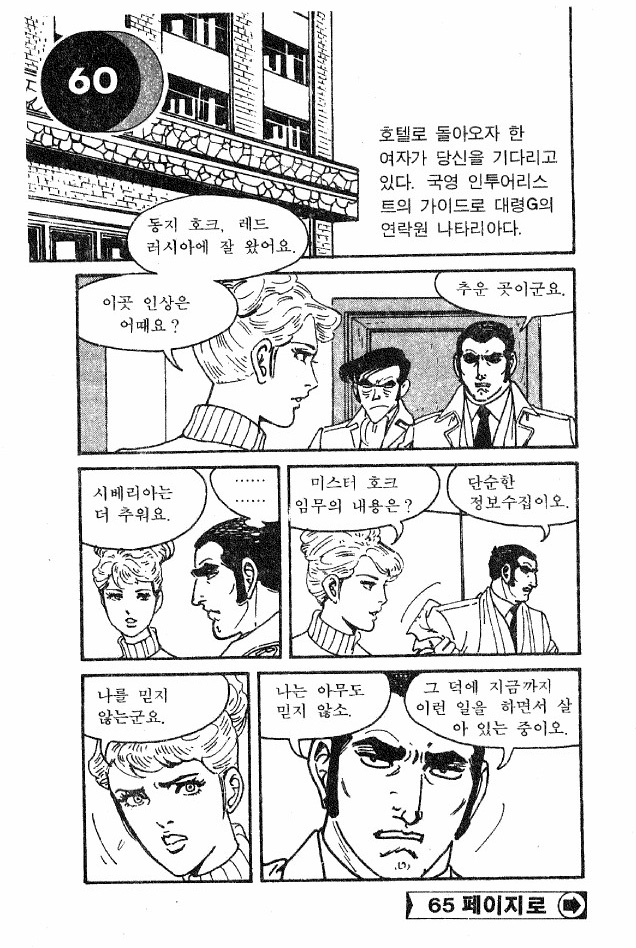 60
호텔로 돌아오자 한
여자가 당신을 기다리고
있다. 국영 인투어리스
트의 가이드로 대령G의
연락원 나타리아다.
동지 호크, 레드
러시아에 잘 왔어요.
이곳 인상은
어때요?
추운 곳이군요.
시베리아는
더 추워요.
……
……
미스터 호크
임무의 내용은?
단순한
정보수집이오.
나를 믿지
않는군요.
나는 아무도
믿지 않소.
그 덕에 지금까지
이런 일을 하면서 살
아 있는 중이오.
65 페이지로